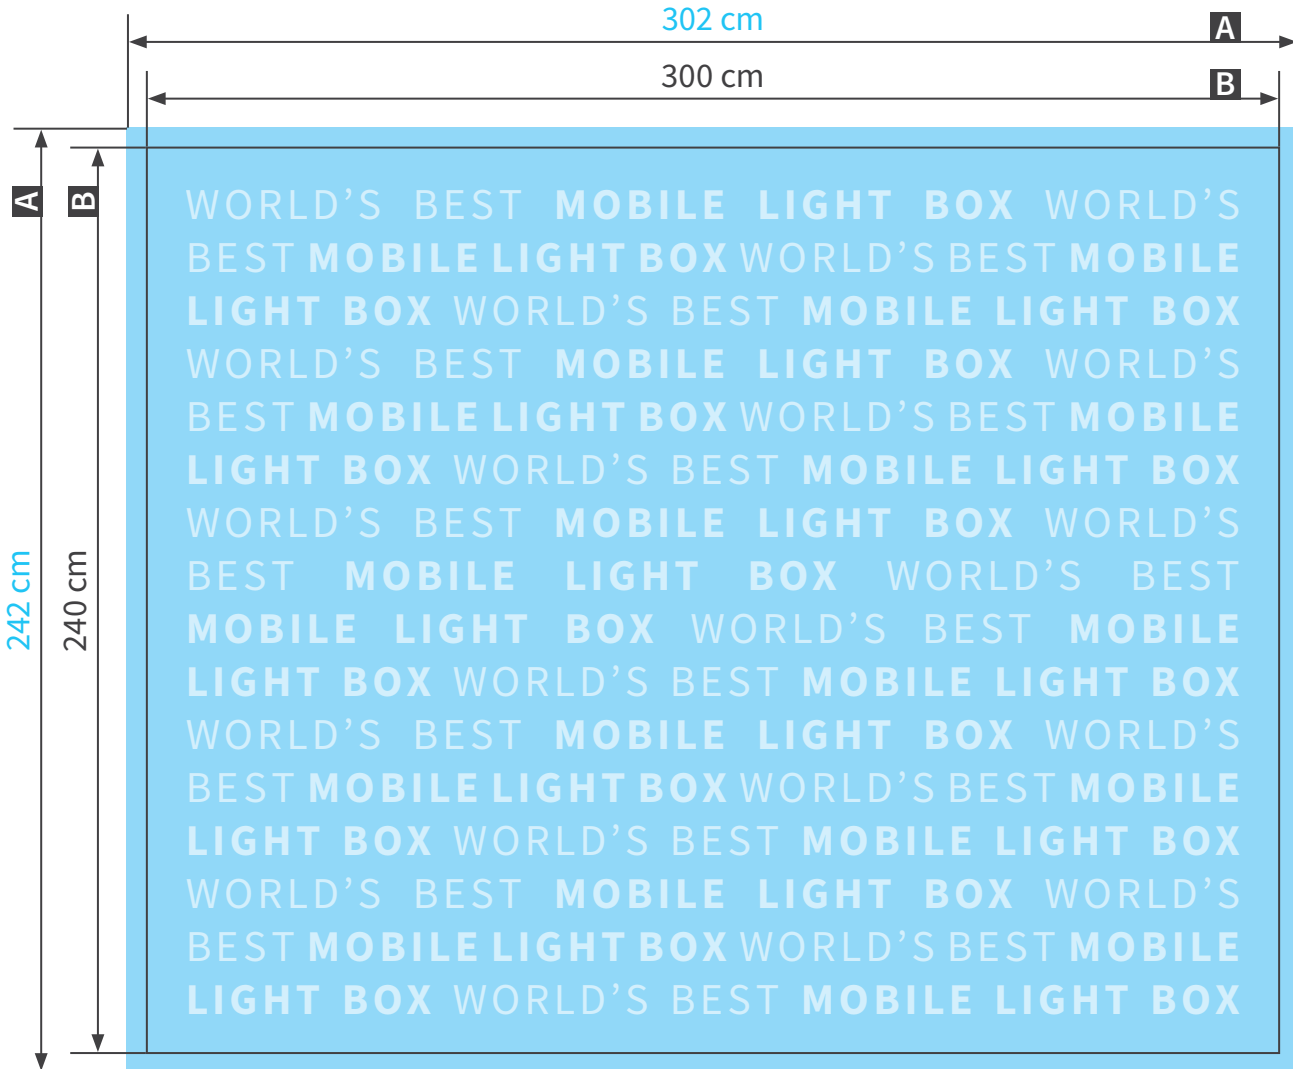 302 cm
A
300 cm
B
A
B
WORLD’S BEST MOBILE LIGHT BOX WORLD’S
BEST MOBILE LIGHT BOX WORLD’S BEST MOBILE
LIGHT BOX WORLD’S BEST MOBILE LIGHT BOX
WORLD’S BEST MOBILE LIGHT BOX WORLD’S
BEST MOBILE LIGHT BOX WORLD’S BEST MOBILE
LIGHT BOX WORLD’S BEST MOBILE LIGHT BOX
WORLD’S BEST MOBILE LIGHT BOX WORLD’S
BEST MOBILE LIGHT BOX WORLD’S BEST
MOBILE LIGHT BOX WORLD’S BEST MOBILE
LIGHT BOX WORLD’S BEST MOBILE LIGHT BOX
WORLD’S BEST MOBILE LIGHT BOX WORLD’S
BEST MOBILE LIGHT BOX WORLD’S BEST MOBILE
LIGHT BOX WORLD’S BEST MOBILE LIGHT BOX
WORLD’S BEST MOBILE LIGHT BOX WORLD’S
BEST MOBILE LIGHT BOX WORLD’S BEST MOBILE
LIGHT BOX WORLD’S BEST MOBILE LIGHT BOX
242 cm
240 cm